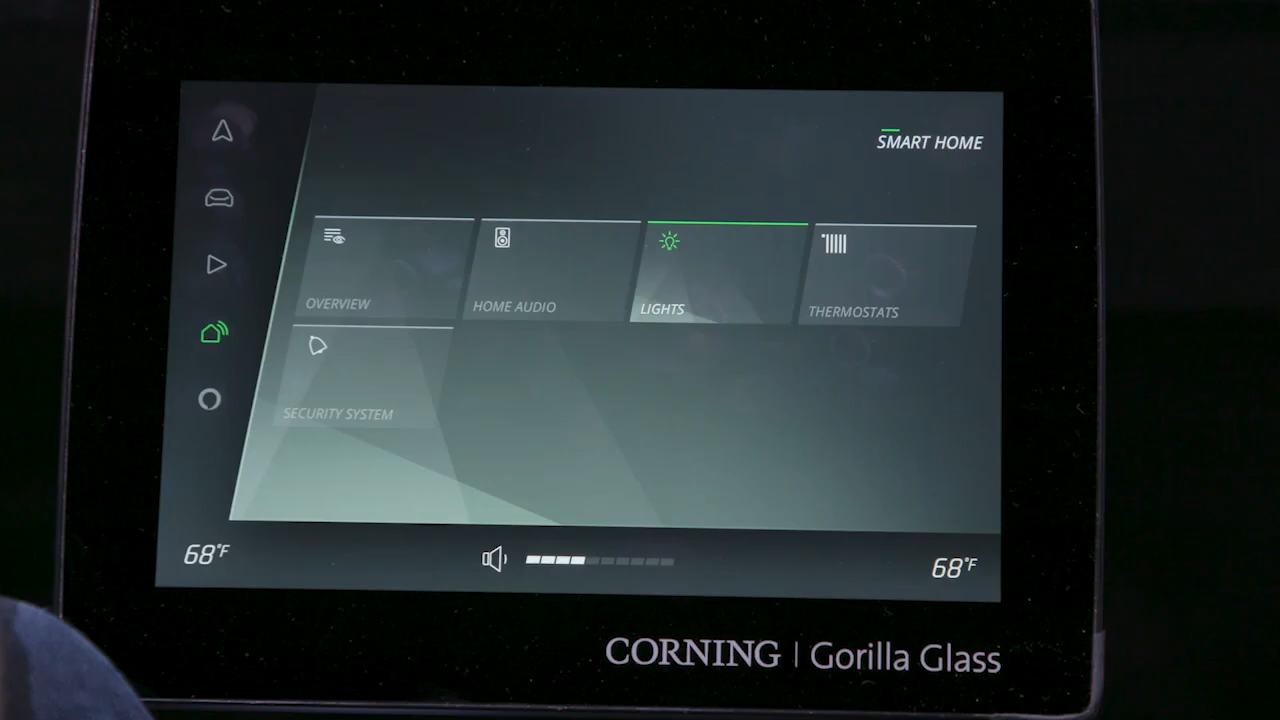 SMART HOME
OVERVIEW
HOME AUDIO
LIGHTS
THERMOSTATS
SECURITY SYSTEM
68°F
68°F
CORNING | Gorilla Glass